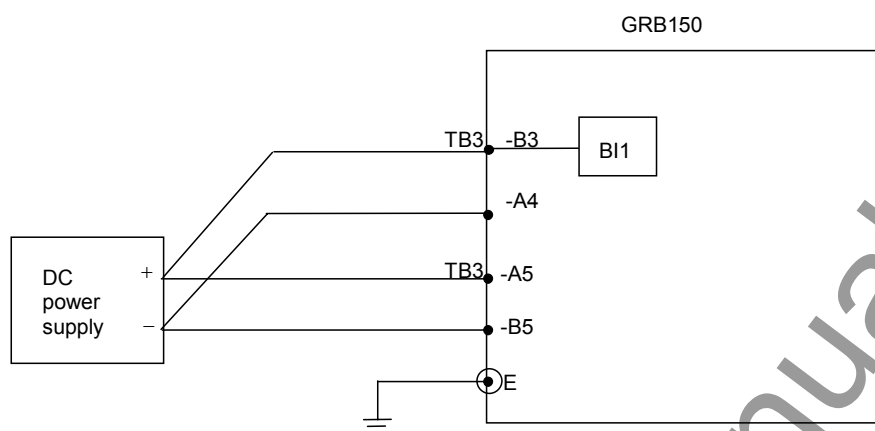 GRB150
TB3 -B3
BI1
-A4
DC
power
supply
+
−
TB3 -A5
-B5
E